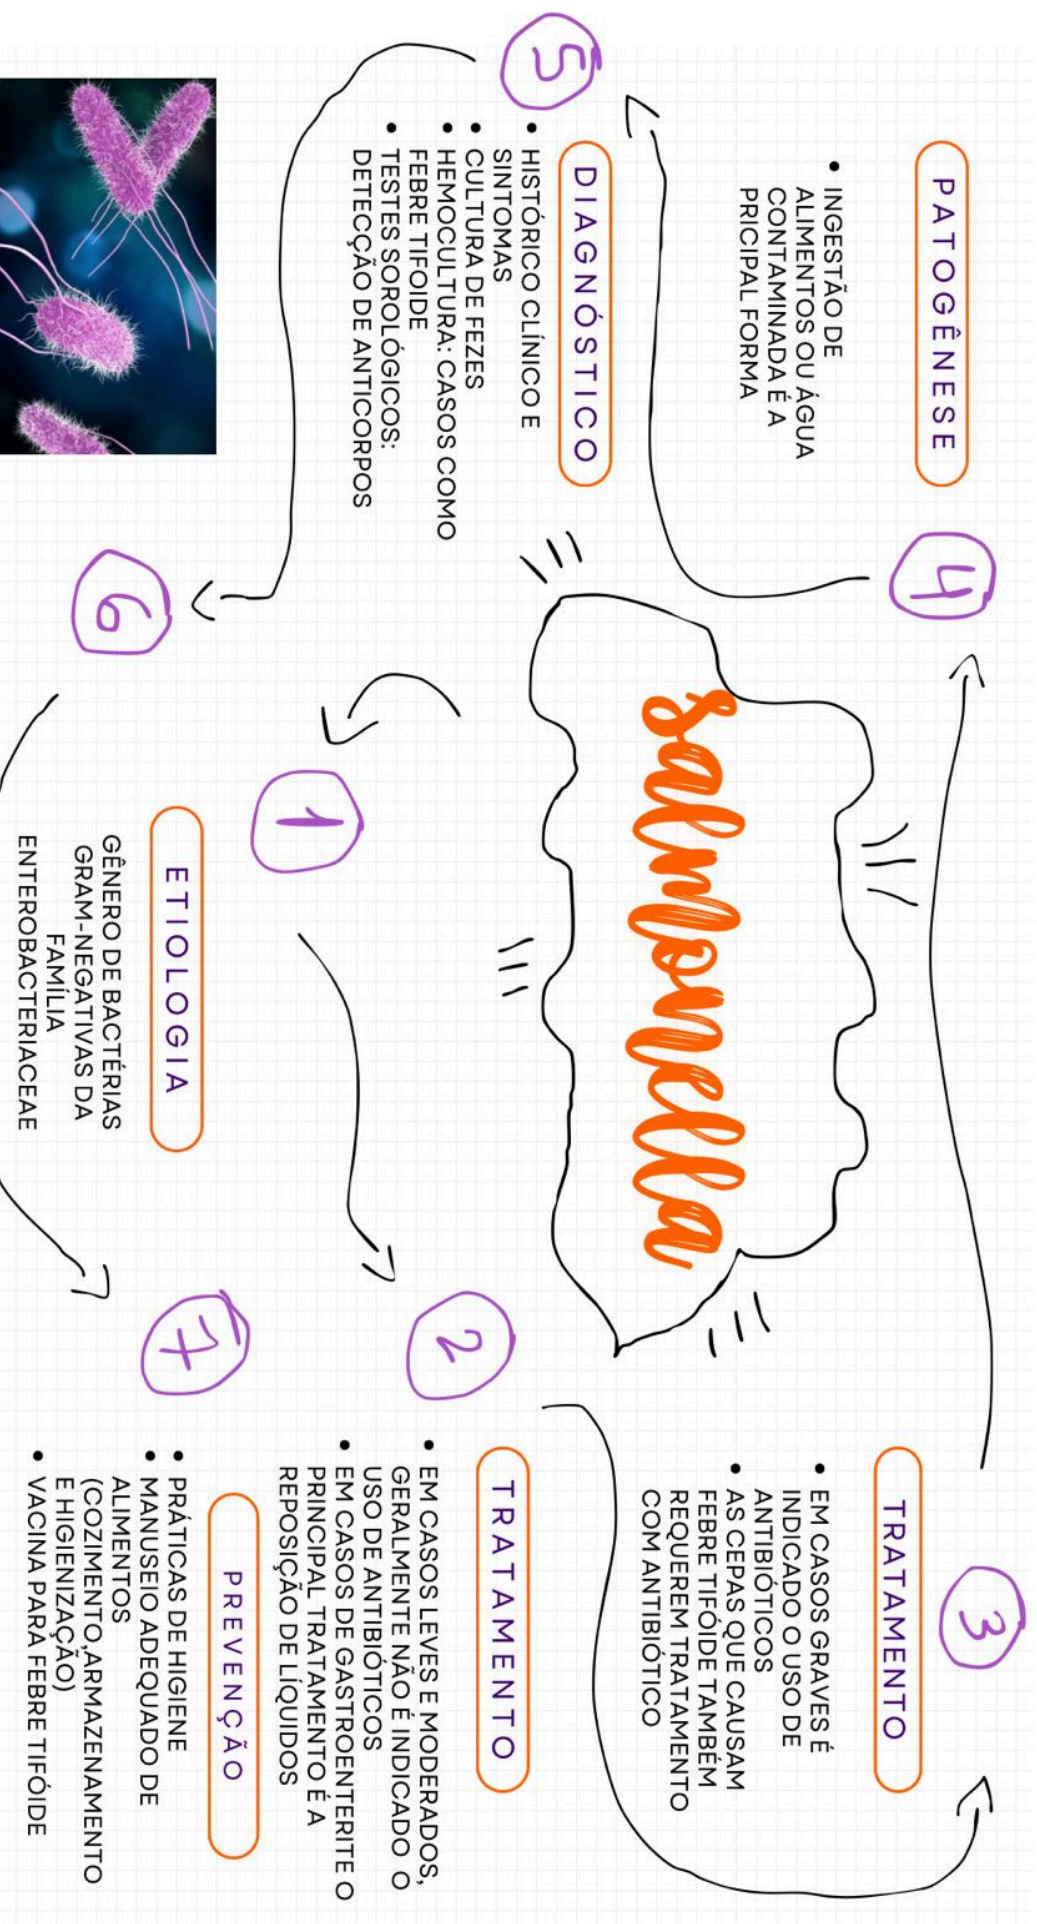 salmonella
1
ETIOLOGIA
GÊNERO DE BACTÉRIAS
GRAM-NEGATIVAS DA
FAMÍLIA
ENTEROBACTERIACEAE
2
TRATAMENTO
• EM CASOS LEVES E MODERADOS,
GERALMENTE NÃO É INDICADO O
USO DE ANTIBIÓTICOS
• EM CASOS DE GASTROENTERITE O
PRINCIPAL TRATAMENTO É A
REPOSIÇÃO DE LÍQUIDOS
3
TRATAMENTO
• EM CASOS GRAVES É
INDICADO O USO DE
ANTIBIÓTICOS
• AS CEPAS QUE CAUSAM
FEBRE TIFÓIDE TAMBÉM
REQUEREM TRATAMENTO
COM ANTIBIÓTICO
4
PATOGÊNESE
• INGESTÃO DE
ALIMENTOS OU ÁGUA
CONTAMINADA É A
PRICIPAL FORMA
5
DIAGNÓSTICO
• HISTÓRICO CLÍNICO E
SINTOMAS
• CULTURA DE FEZES
• HEMOCULTURA: CASOS COMO
FEBRE TIFOIDE
• TESTES SOROLÓGICOS:
DETECÇÃO DE ANTICORPOS
6
7
PREVENÇÃO
• PRÁTICAS DE HIGIENE
• MANUSEIO ADEQUADO DE
ALIMENTOS
(COZIMENTO,ARMAZENAMENTO
E HIGIENIZAÇÃO)
• VACINA PARA FEBRE TIFÓIDE